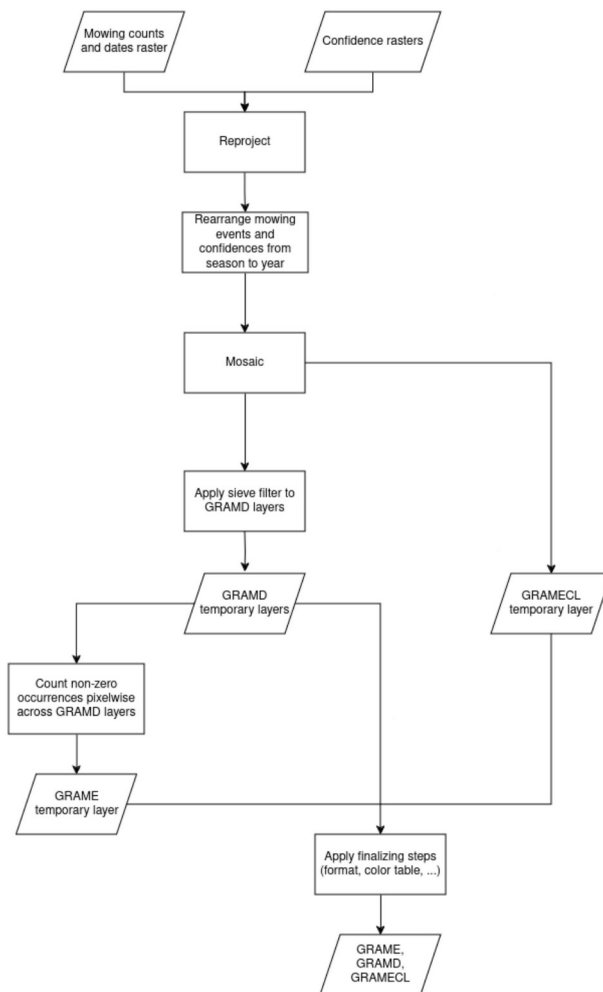 Mowing counts
and dates raster
Confidence rasters
Reproject
Rearrange mowing
events and
confidences from
season to year
Mosaic
Apply sieve filter to
GRAMD layers
GRAMD
temporary layers
GRAMECL
temporary layer
Count non-zero
occurrences pixelwise
across GRAMD layers
GRAME
temporary layer
Apply finalizing steps
(format, color table, ...)
GRAME,
GRAMD,
GRAMECL